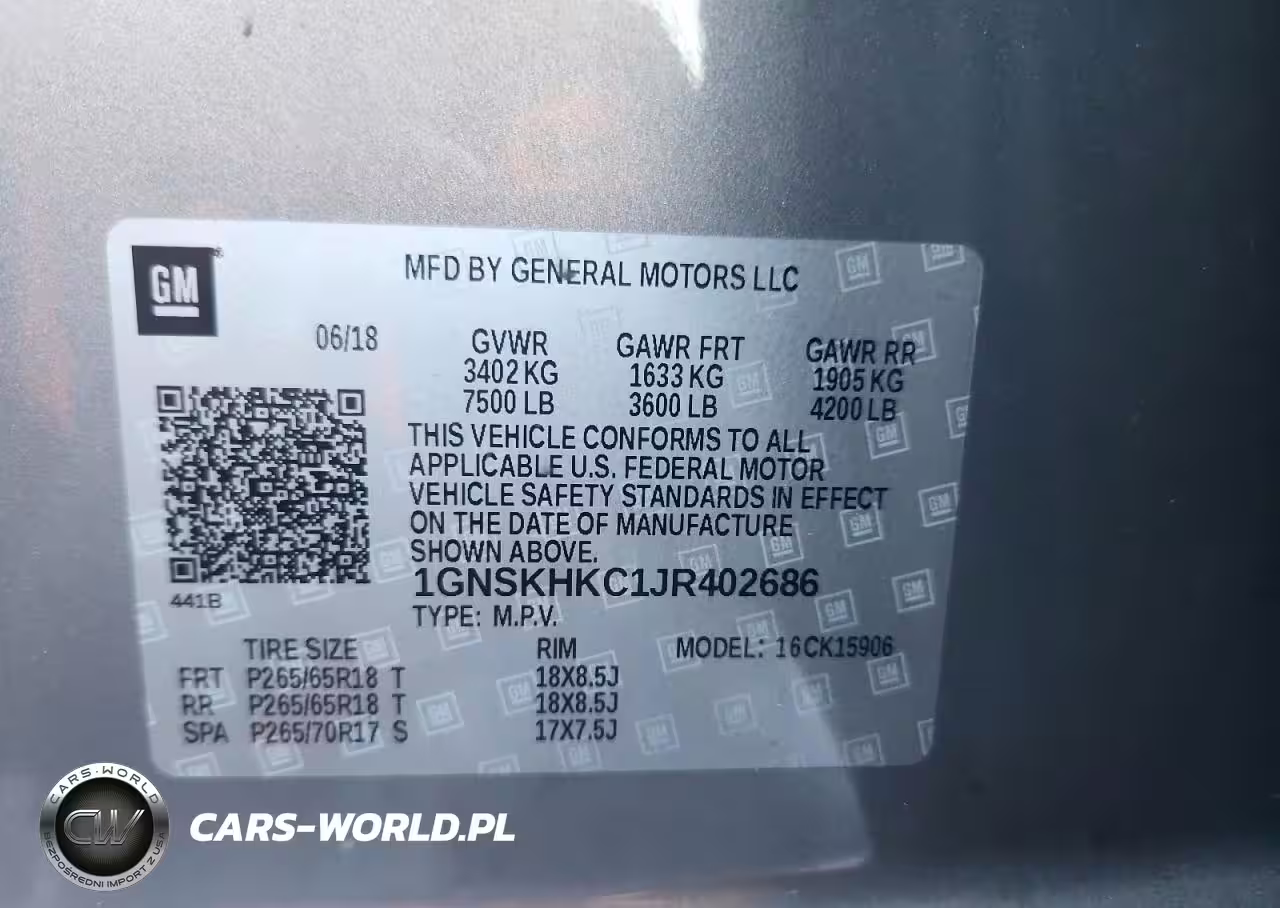 GM
MFD BY GENERAL MOTORS LLC
06/18
GVWR GAWR FRT GAWR RR
3402 KG 1633 KG 1905 KG
7500 LB 3600 LB 4200 LB
THIS VEHICLE CONFORMS TO ALL
APPLICABLE U.S. FEDERAL MOTOR
VEHICLE SAFETY STANDARDS IN EFFECT
ON THE DATE OF MANUFACTURE
SHOWN ABOVE.
1GNSKHKC1JR402686
441B
TYPE: M.P.V.
TIRE SIZE RIM MODEL: 16CK15906
FRT P265/65R18 T 18X8.5J
RR P265/65R18 T 18X8.5J
SPA P265/70R17 S 17X7.5J
CARS-WORLD
CW
BEZPOŚREDNI IMPORT Z USA
CARS-WORLD.PL